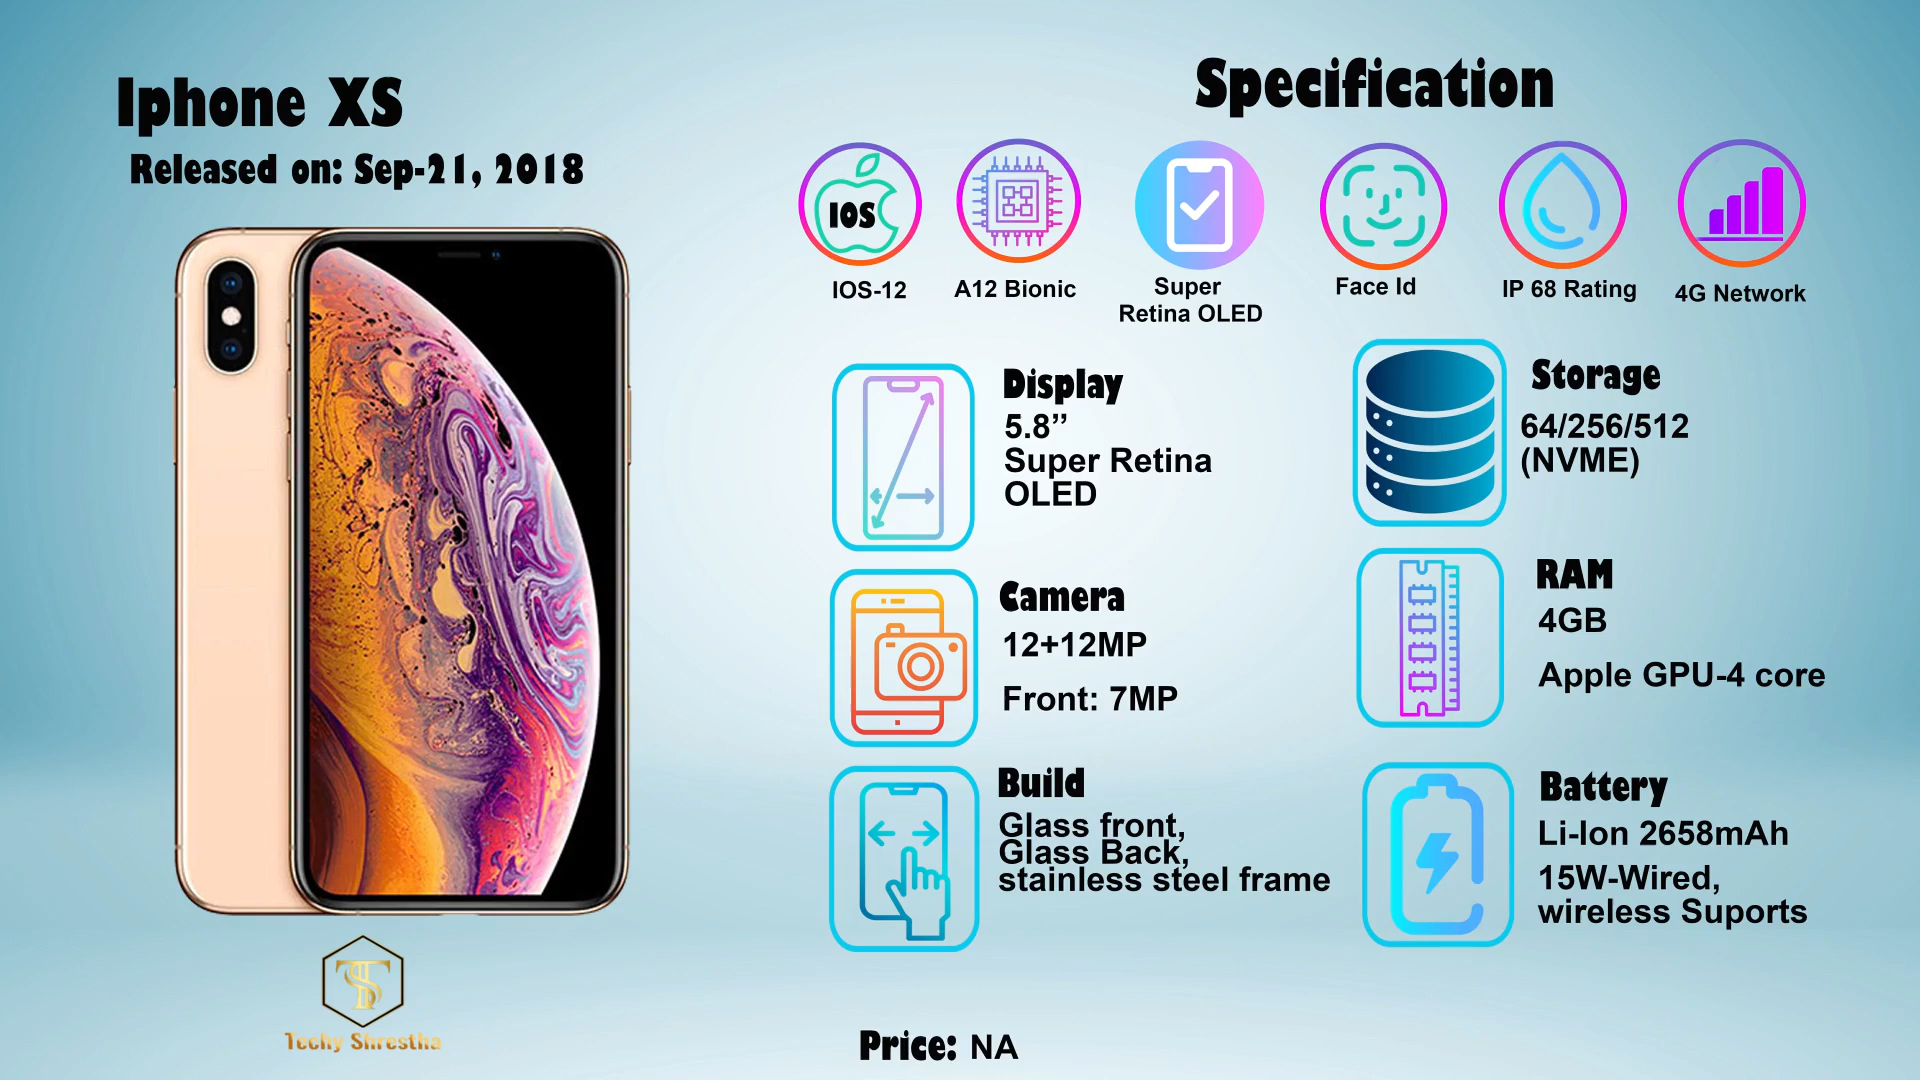 Iphone XS
Released on: Sep-21, 2018
Techy Shrestha
Specification
IOS
IOS-12
A12 Bionic
Super
Retina OLED
Face Id
IP 68 Rating
4G Network
Display
5.8”
Super Retina
OLED
Camera
12+12MP
Front: 7MP
Build
Glass front,
Glass Back,
stainless steel frame
Storage
64/256/512
(NVME)
RAM
4GB
Apple GPU-4 core
Battery
Li-Ion 2658mAh
15W-Wired,
wireless Suports
Price: NA